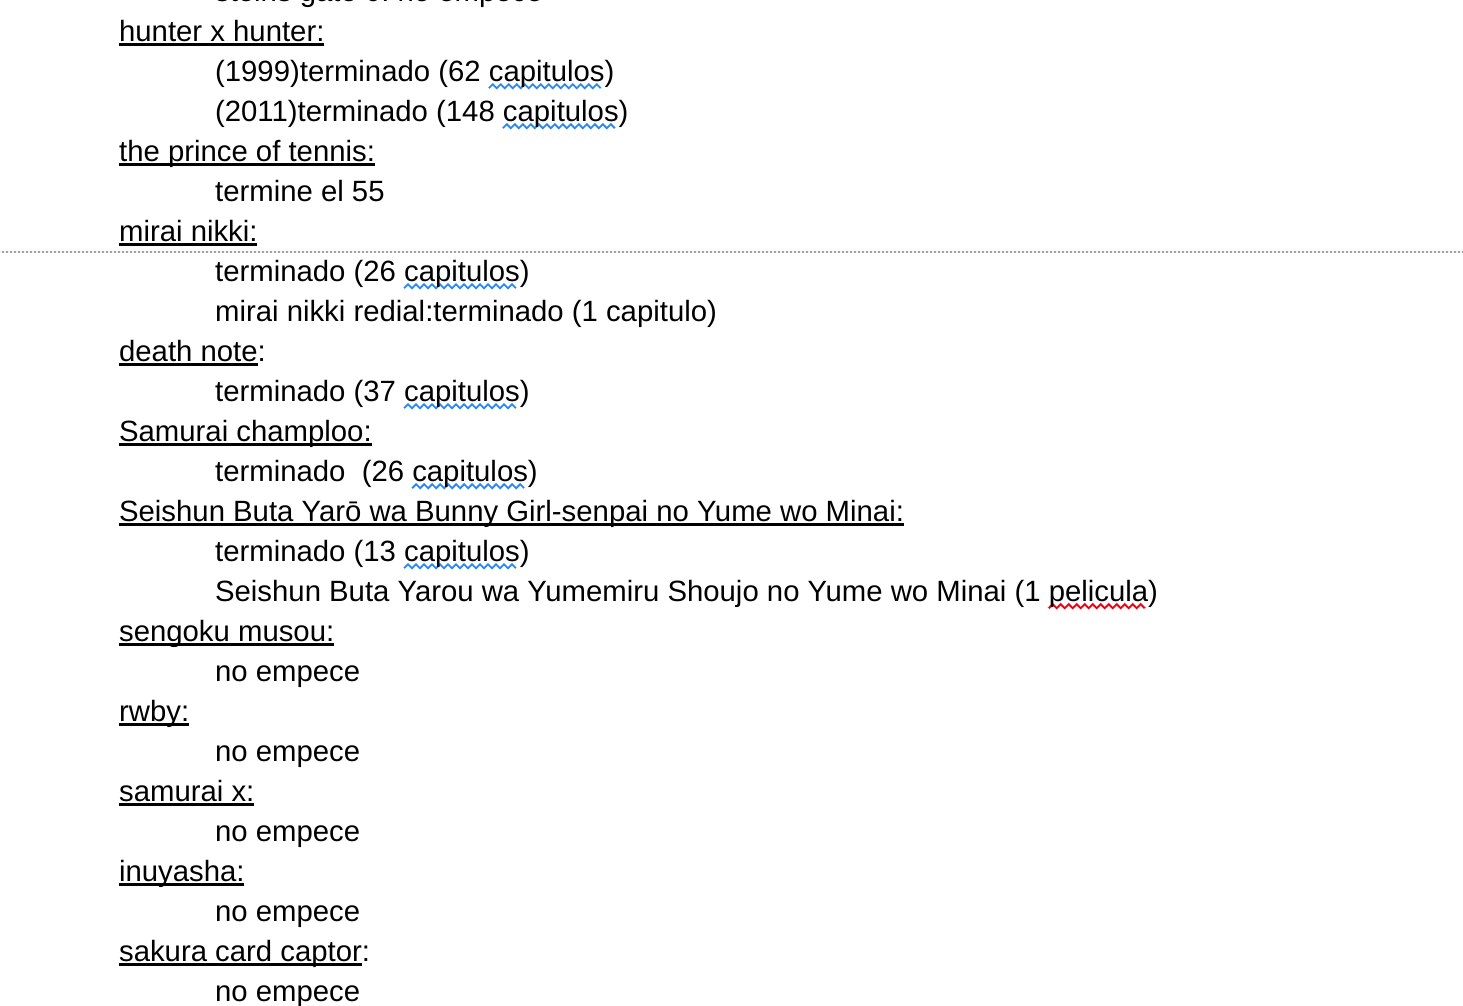 hunter x hunter:
(1999)terminado (62 capitulos)
(2011)terminado (148 capitulos)
the prince of tennis:
termine el 55
mirai nikki:
terminado (26 capitulos)
mirai nikki redial:terminado (1 capitulo)
death note:
terminado (37 capitulos)
Samurai champloo:
terminado  (26 capitulos)
Seishun Buta Yarō wa Bunny Girl-senpai no Yume wo Minai:
terminado (13 capitulos)
Seishun Buta Yarou wa Yumemiru Shoujo no Yume wo Minai (1 pelicula)
sengoku musou:
no empece
rwby:
no empece
samurai x:
no empece
inuyasha:
no empece
sakura card captor:
no empece